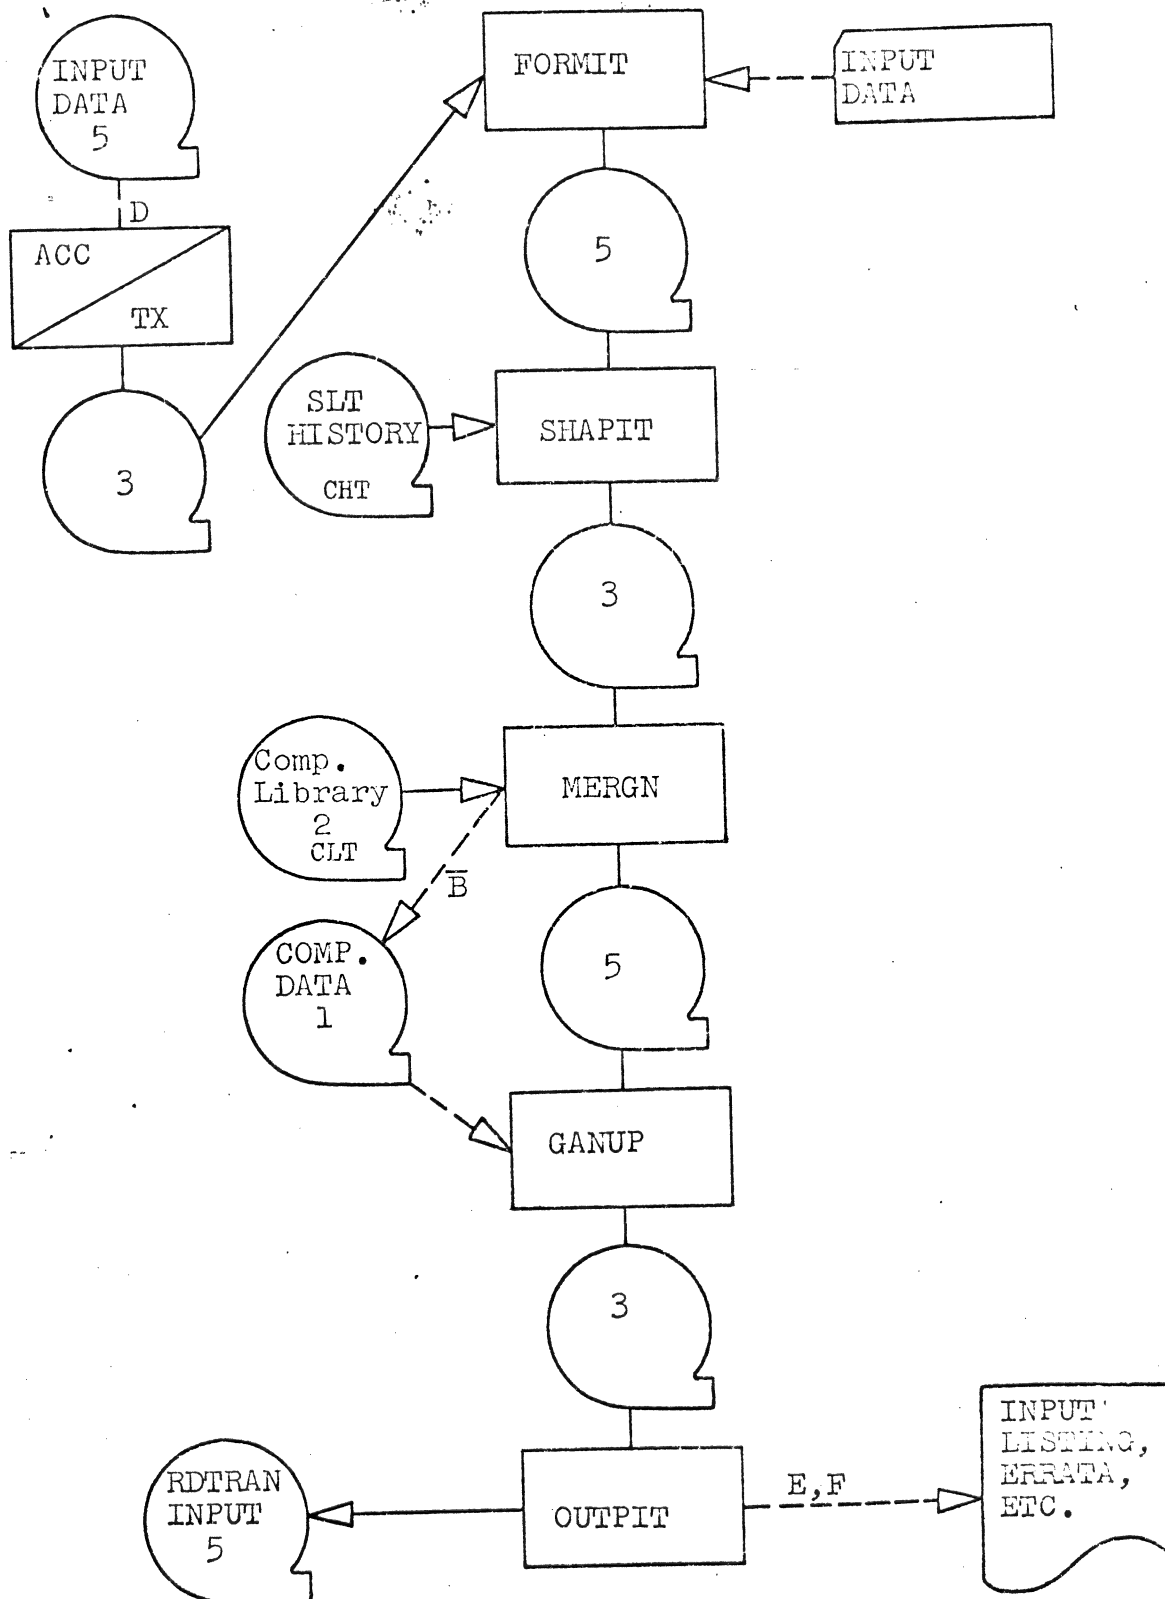 INPUT
DATA
5
D
ACC
TX
3
FORMIT
INPUT
DATA
5
SLT
HISTORY
CHT
SHAPIT
3
Comp.
Library
2
CLT
MERGN
B̅
COMP.
DATA
1
5
GANUP
3
RDTRAN
INPUT
5
OUTPIT
E,F
INPUT
LISTING,
ERRATA,
ETC.